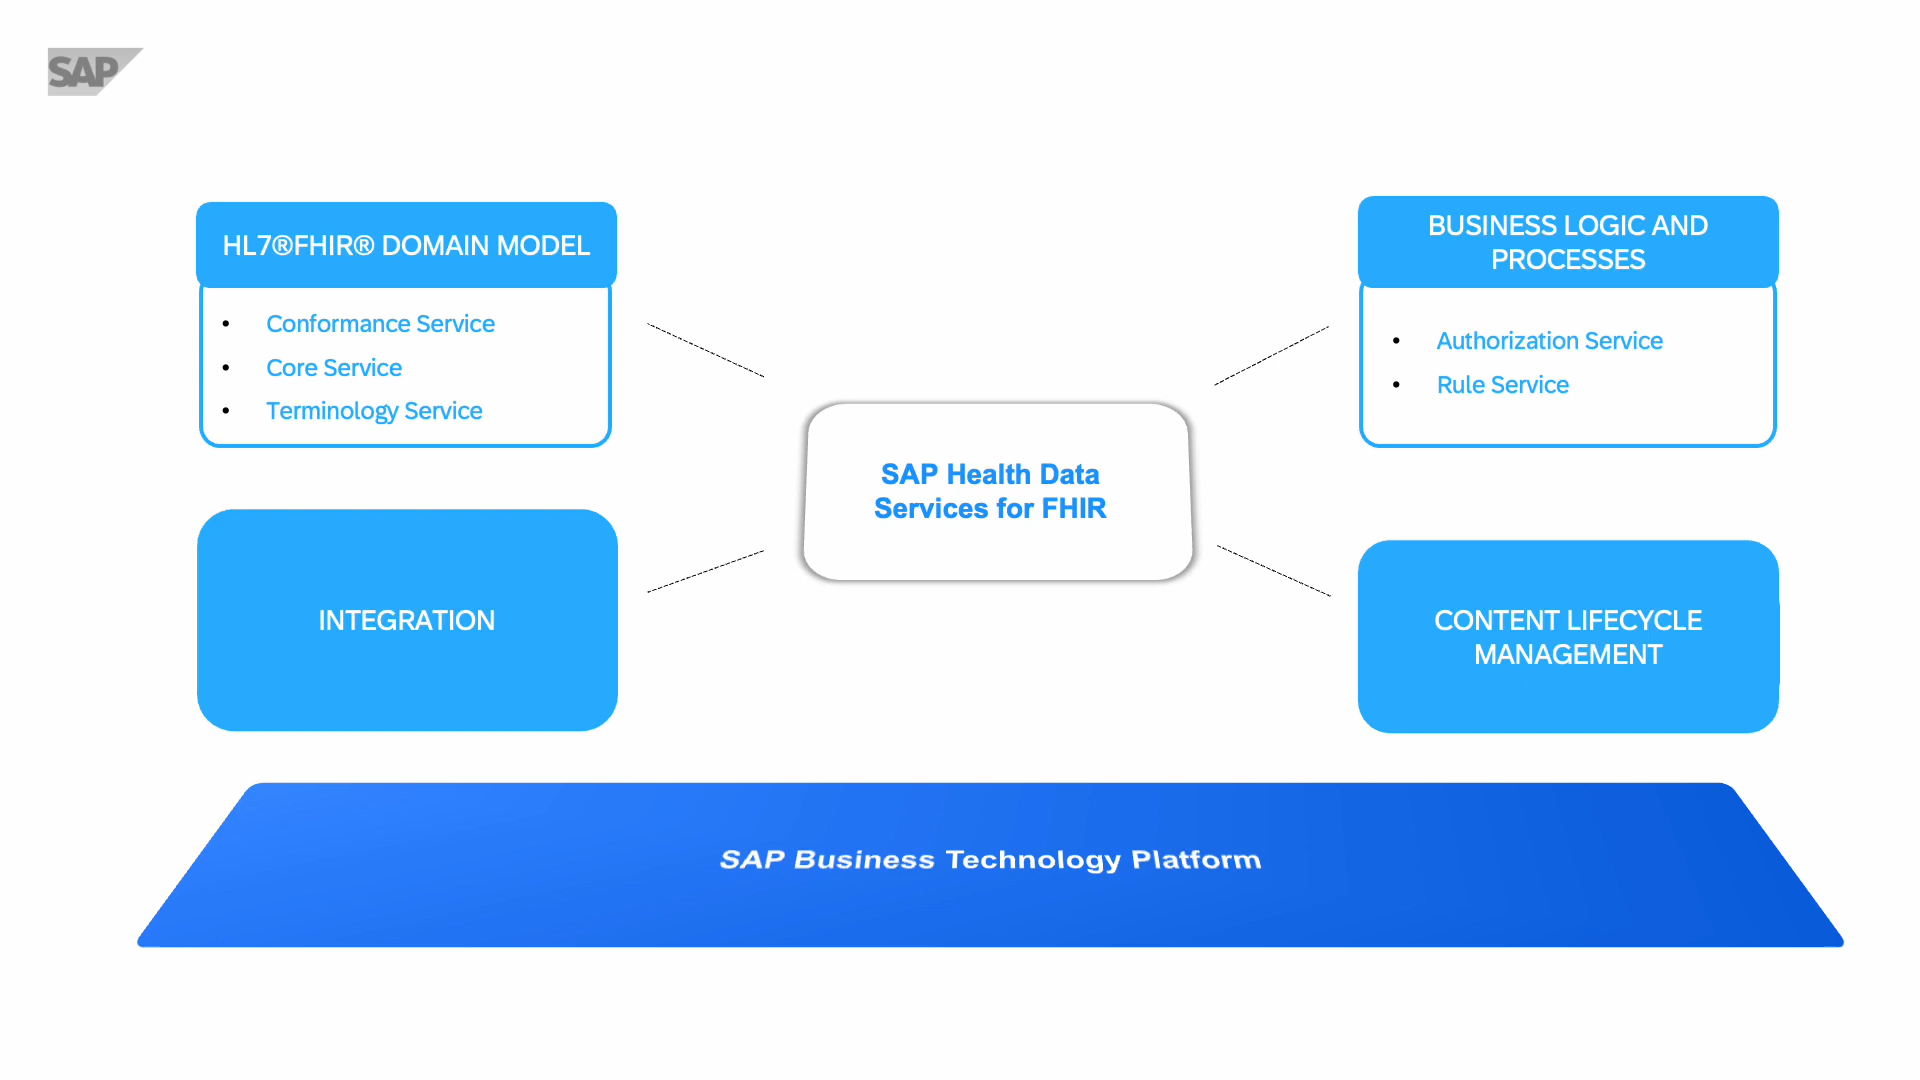 SAP
HL7®FHIR® DOMAIN MODEL
• Conformance Service
• Core Service
• Terminology Service
BUSINESS LOGIC AND
PROCESSES
• Authorization Service
• Rule Service
SAP Health Data
Services for FHIR
INTEGRATION
CONTENT LIFECYCLE
MANAGEMENT
SAP Business Technology Platform